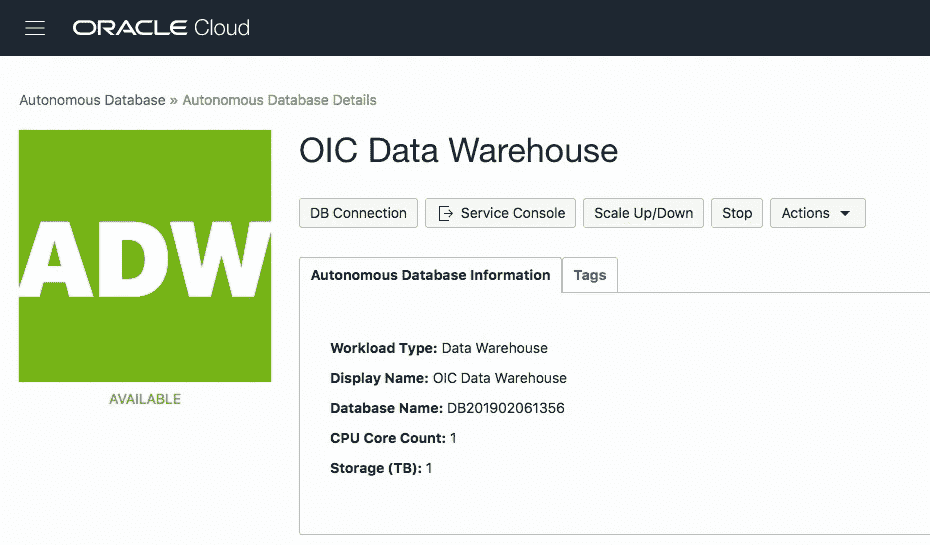 ORACLE Cloud
Autonomous Database » Autonomous Database Details
ADW
AVAILABLE
OIC Data Warehouse
DB Connection
Service Console
Scale Up/Down
Stop
Actions
Autonomous Database Information
Tags
Workload Type: Data Warehouse
Display Name: OIC Data Warehouse
Database Name: DB201902061356
CPU Core Count: 1
Storage (TB): 1